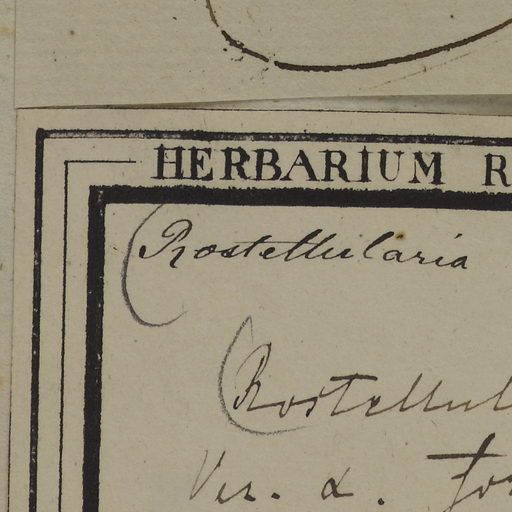 HERBARIUM R
(Rostellularia
(Rostellul
Var. α.